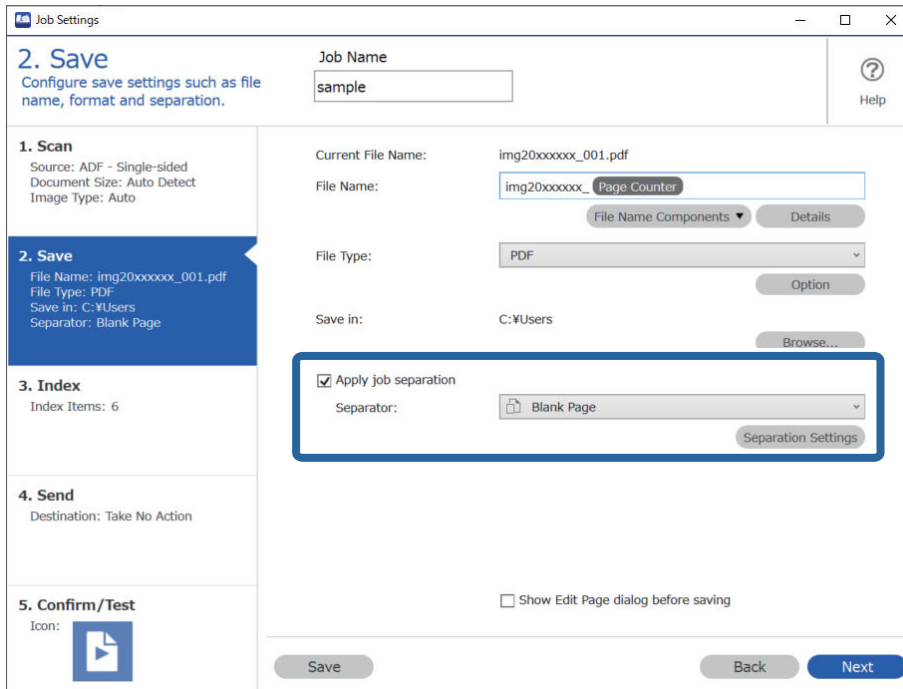 Job Settings
2. Save
Configure save settings such as file
name, format and separation.
Job Name
sample
Help
1. Scan
Source: ADF - Single-sided
Document Size: Auto Detect
Image Type: Auto
2. Save
File Name: img20xxxxxx_001.pdf
File Type: PDF
Save in: C:¥Users
Separator: Blank Page
3. Index
Index Items: 6
4. Send
Destination: Take No Action
5. Confirm/Test
Icon:
Current File Name: img20xxxxxx_001.pdf
File Name: img20xxxxxx_ Page Counter
File Name Components Details
File Type: PDF
Option
Save in: C:¥Users
Browse...
Apply job separation
Separator: Blank Page
Separation Settings
Show Edit Page dialog before saving
Save Back Next